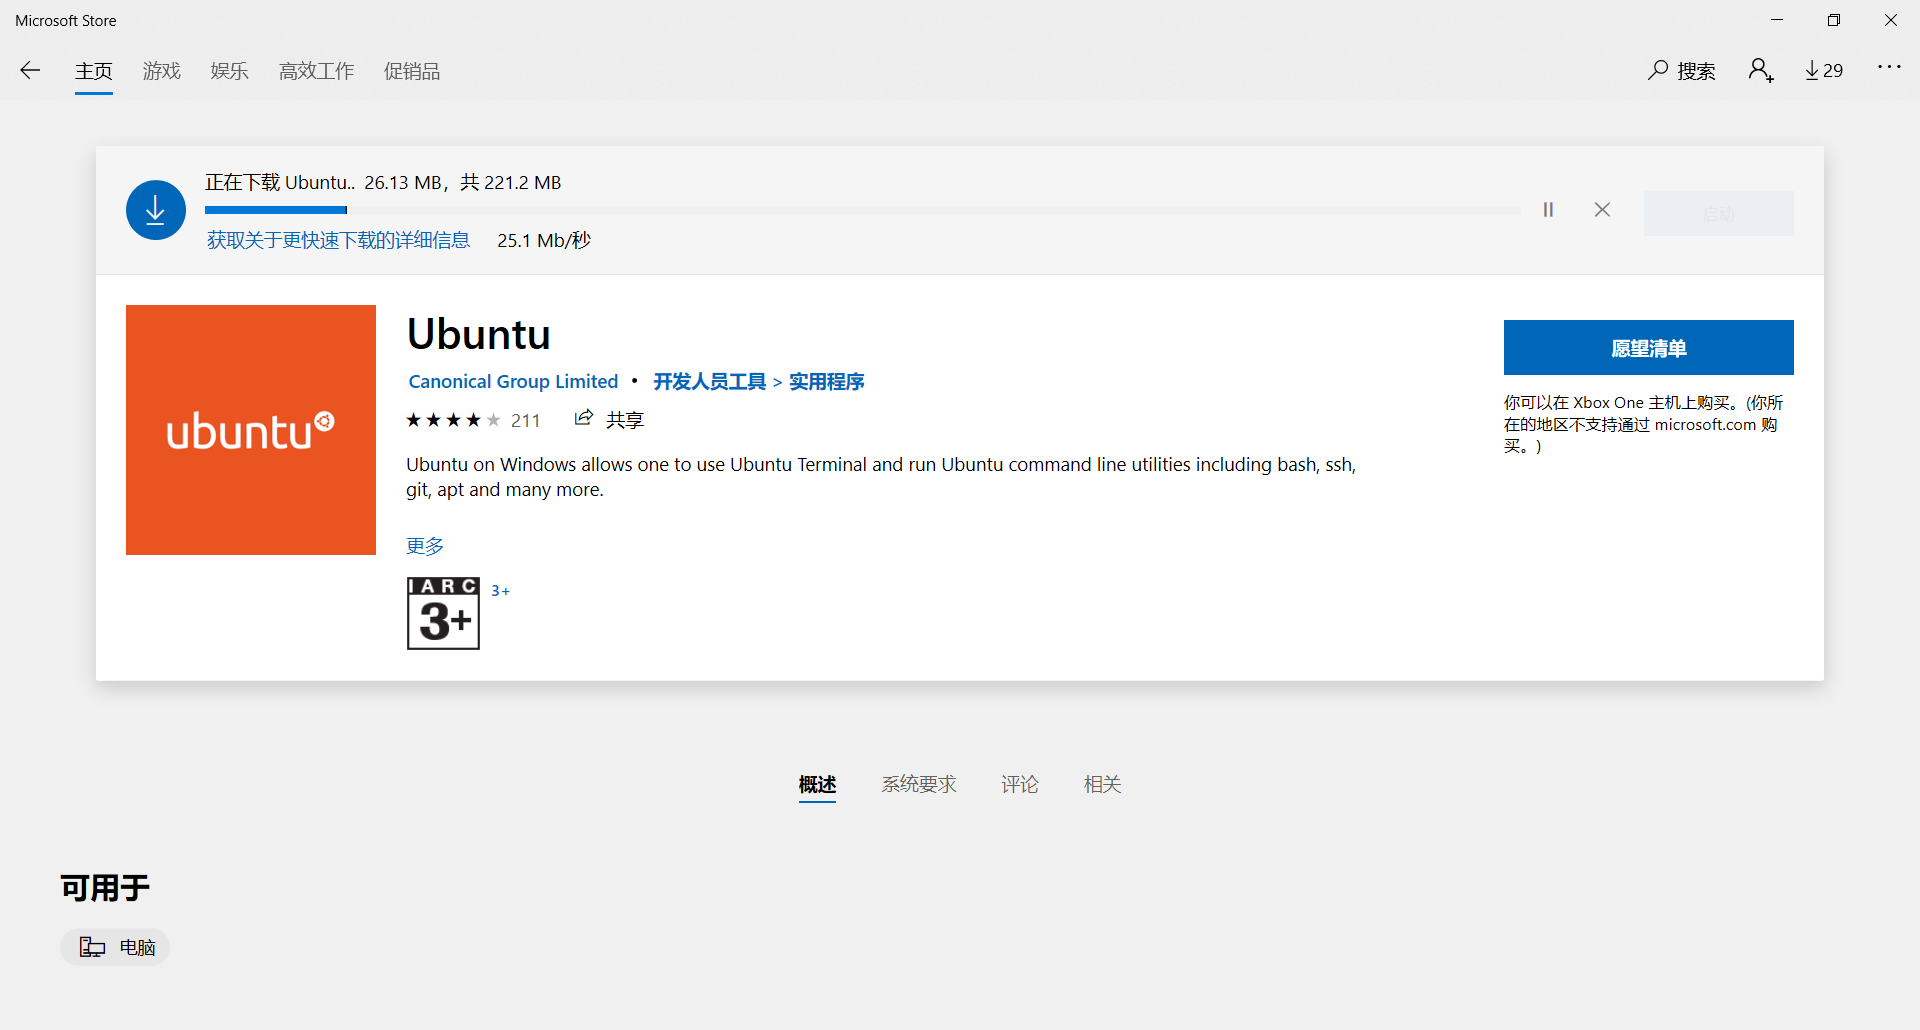 Microsoft Store
主页 游戏 娱乐 高效工作 促销品 搜索 29
正在下载 Ubuntu.. 26.13 MB，共 221.2 MB
启动
获取关于更快速下载的详细信息 25.1 Mb/秒
ubuntu
Ubuntu
Canonical Group Limited • 开发人员工具 > 实用程序
211 共享
Ubuntu on Windows allows one to use Ubuntu Terminal and run Ubuntu command line utilities including bash, ssh,
git, apt and many more.
更多
IARC
3+
3+
愿望清单
你可以在 Xbox One 主机上购买。(你所
在的地区不支持通过 microsoft.com 购
买。)
概述 系统要求 评论 相关
可用于
电脑